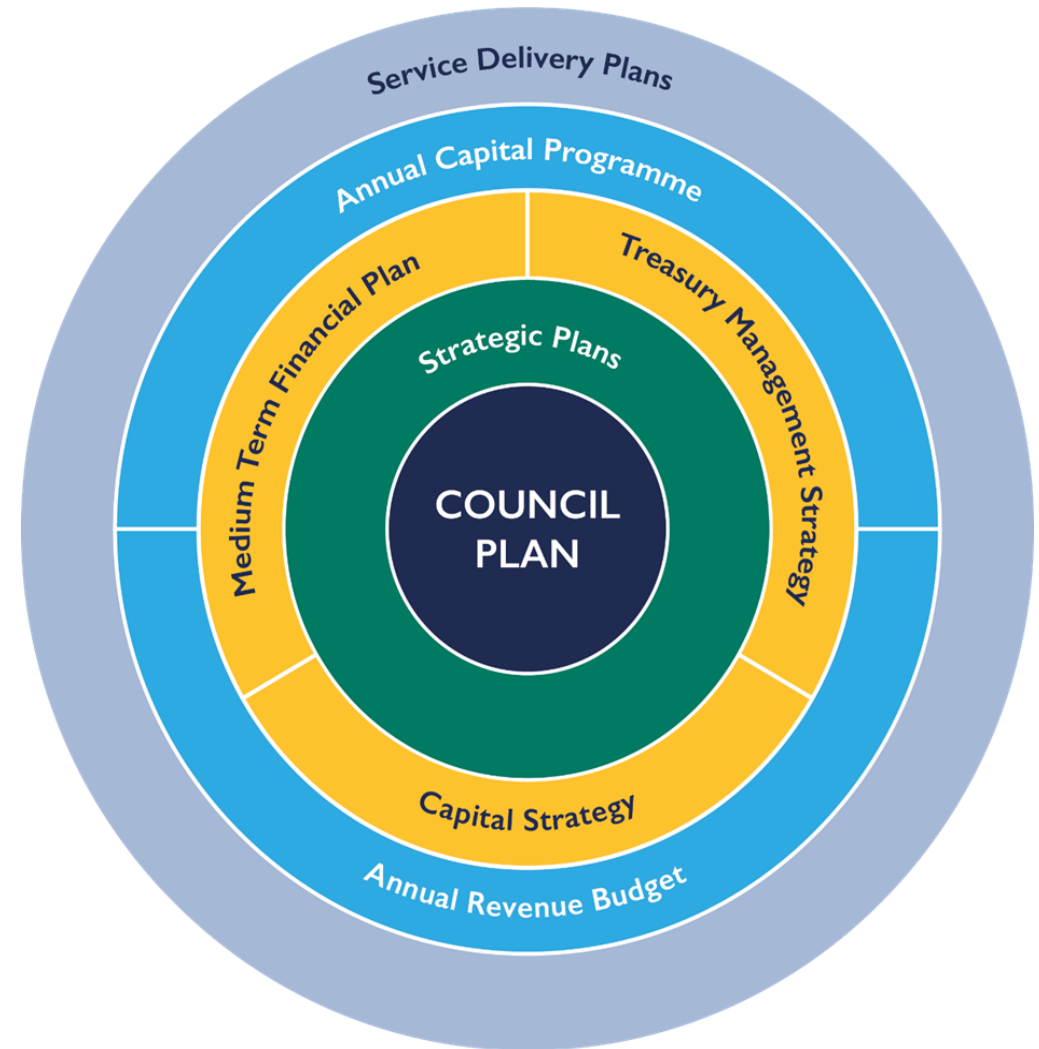 Service Delivery Plans
Annual Capital Programme
Medium Term Financial Plan
Treasury Management Strategy
Strategic Plans
COUNCIL
PLAN
Capital Strategy
Annual Revenue Budget